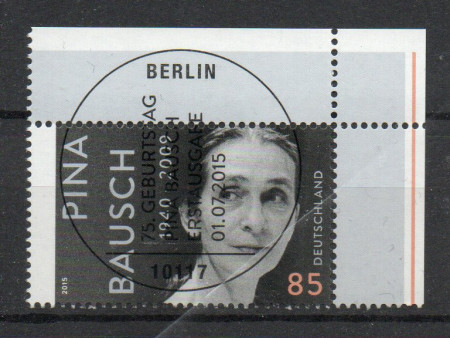 BERLIN
75. GEBURTSTAG
PINA BAUSCH
ERSTAUSGABE
01.07.2015
10117
PINA
BAUSCH
1940 2009
2015
DEUTSCHLAND
85